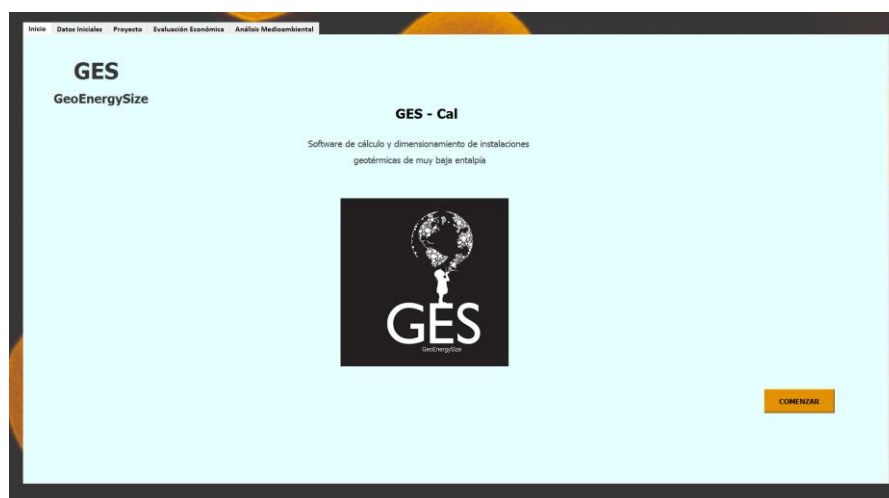 Inicio Datos Iniciales Proyecto Evaluación Económica Análisis Medioambiental
GES
GeoEnergySize
GES - Cal
Software de cálculo y dimensionamiento de instalaciones
geotérmicas de muy baja entalpía
GES
GeoEnergySize
COMENZAR